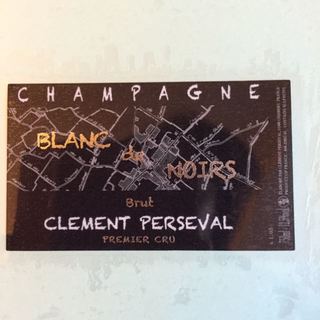 CHAMPAGNE
BLANC de NOIRS
Brut
CLEMENT PERSEVAL
PREMIER CRU